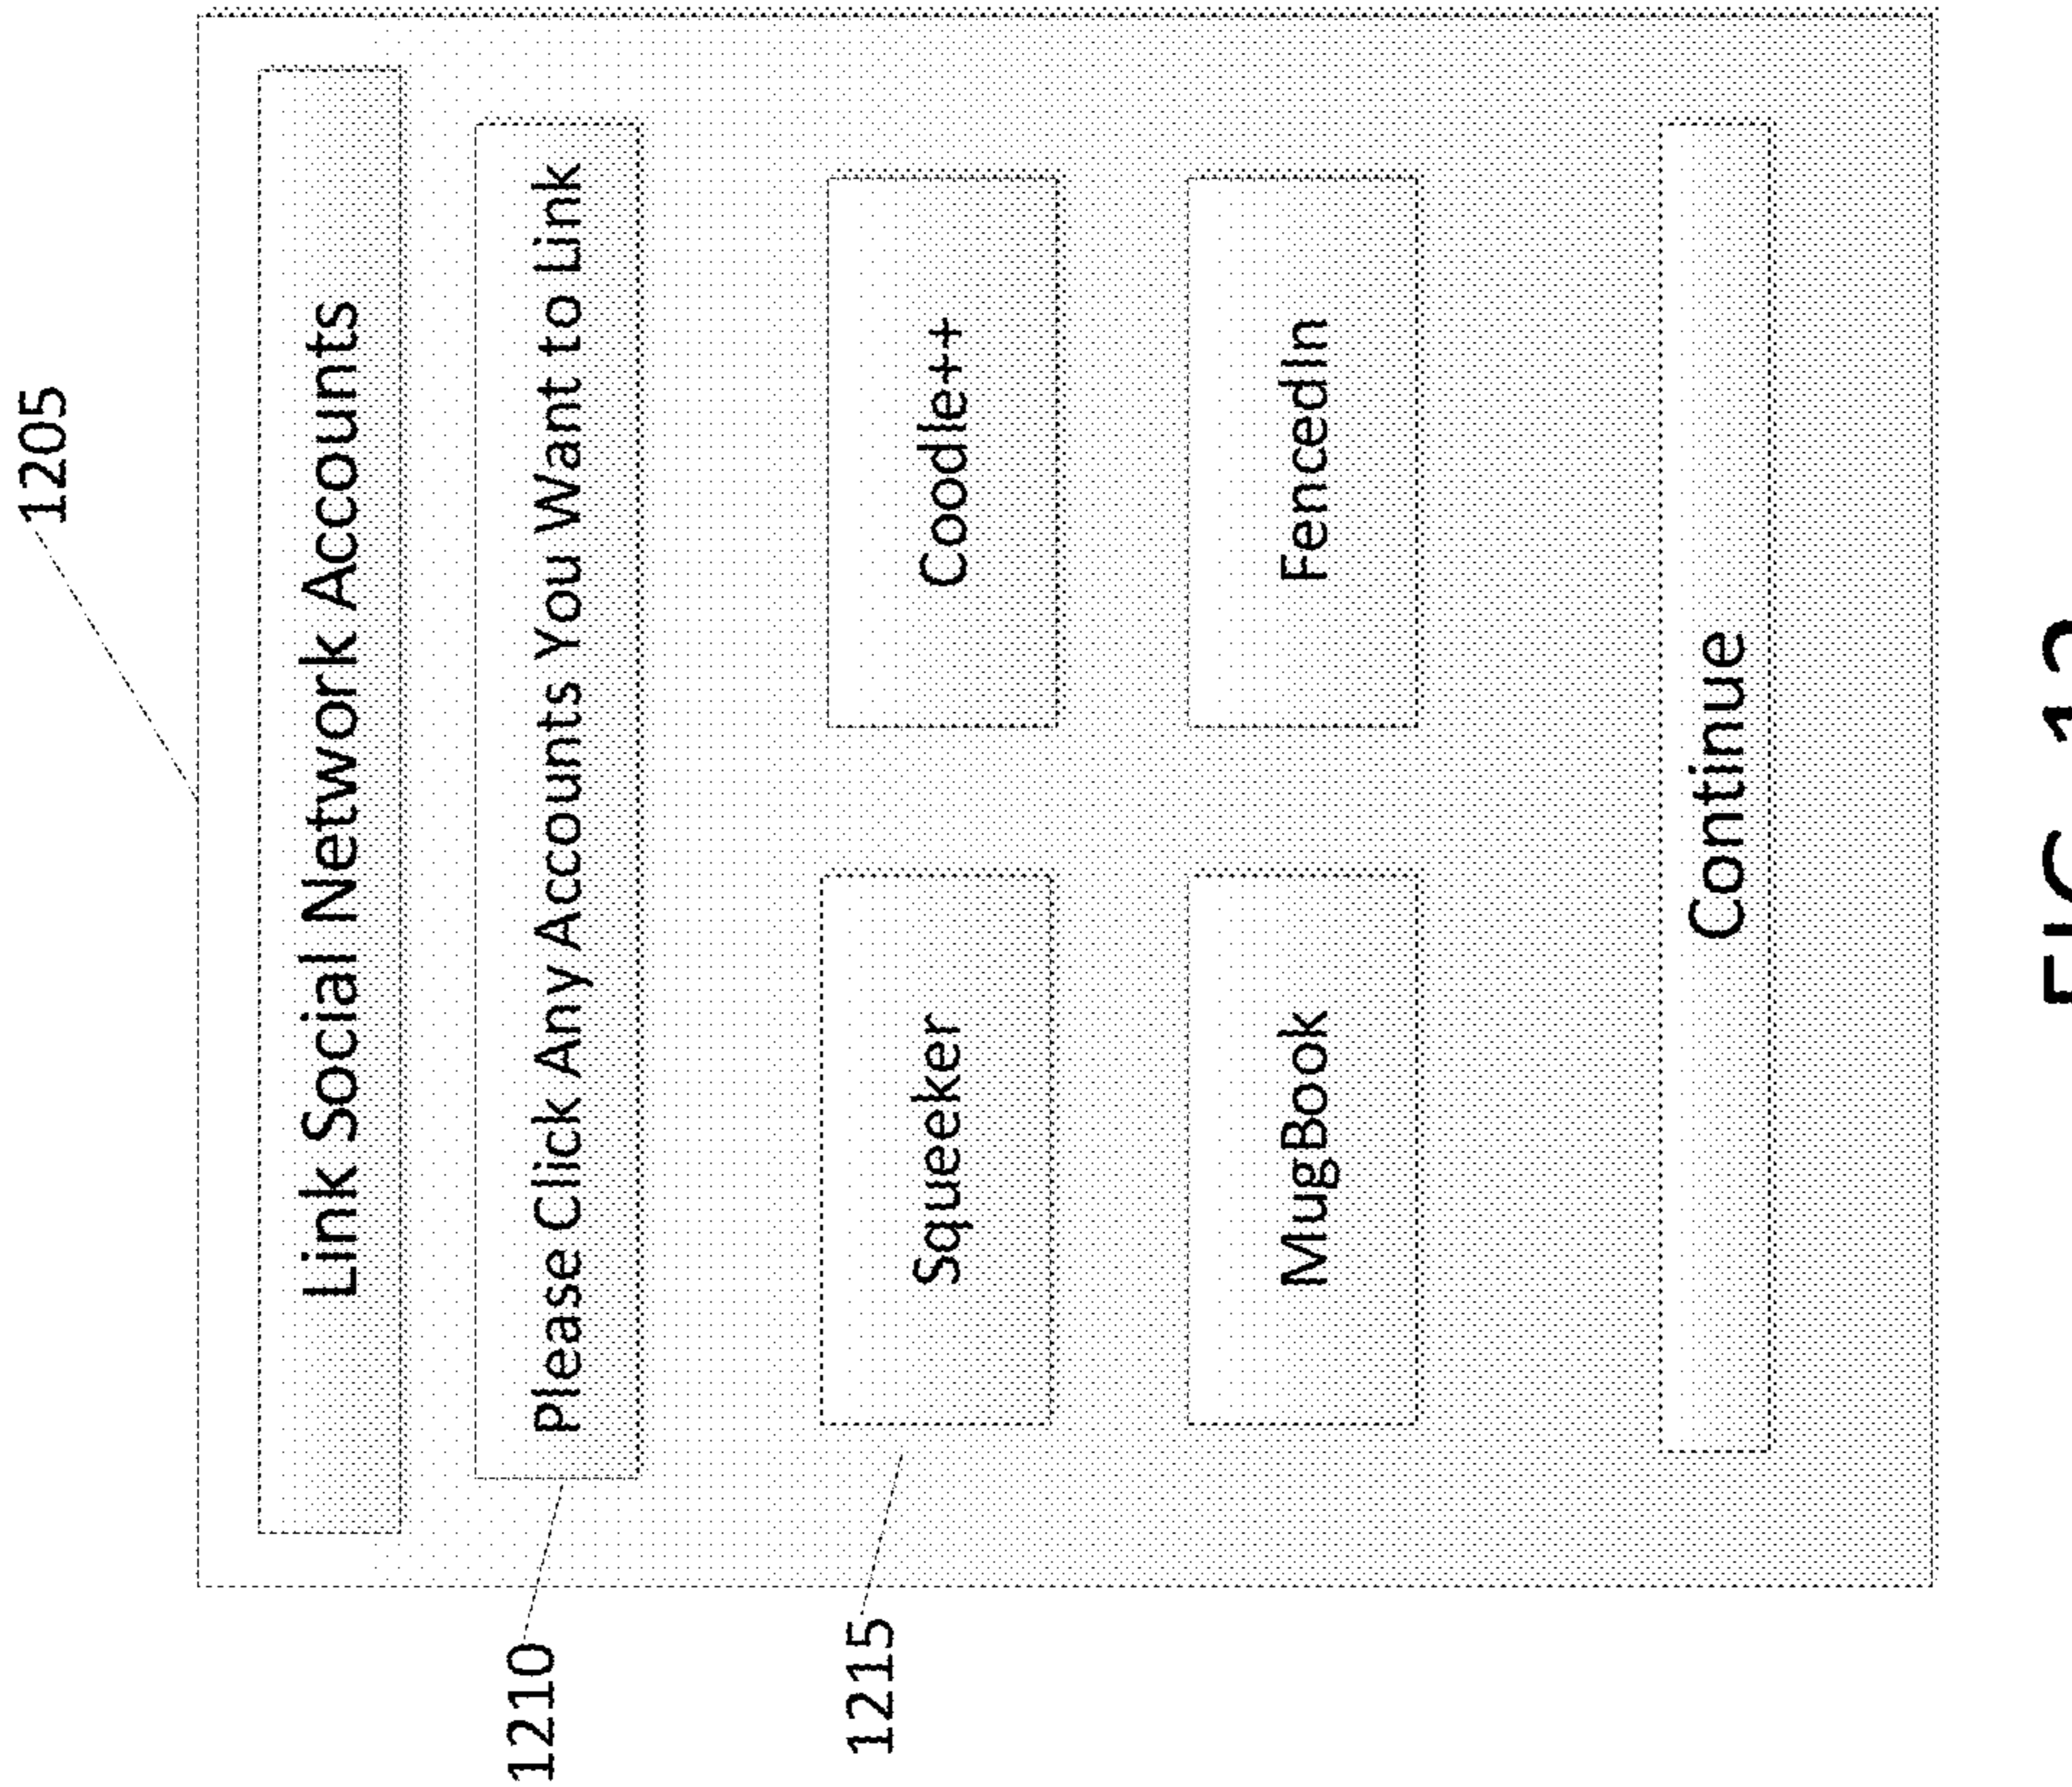 1205
Link Social Network Accounts
1210
Please Click Any Accounts You Want to Link
1215
Squeeker
Coodle++
MugBook
FencedIn
Continue